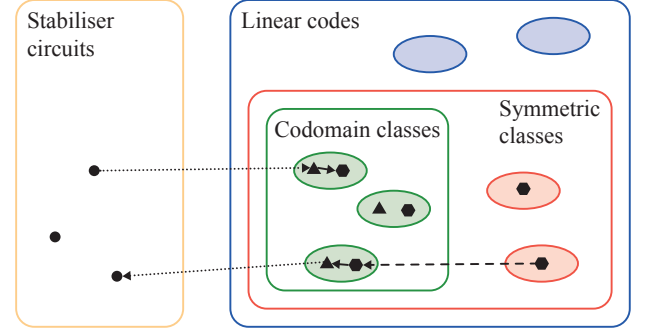 Stabiliser
circuits
Linear codes
Symmetric
classes
Codomain classes